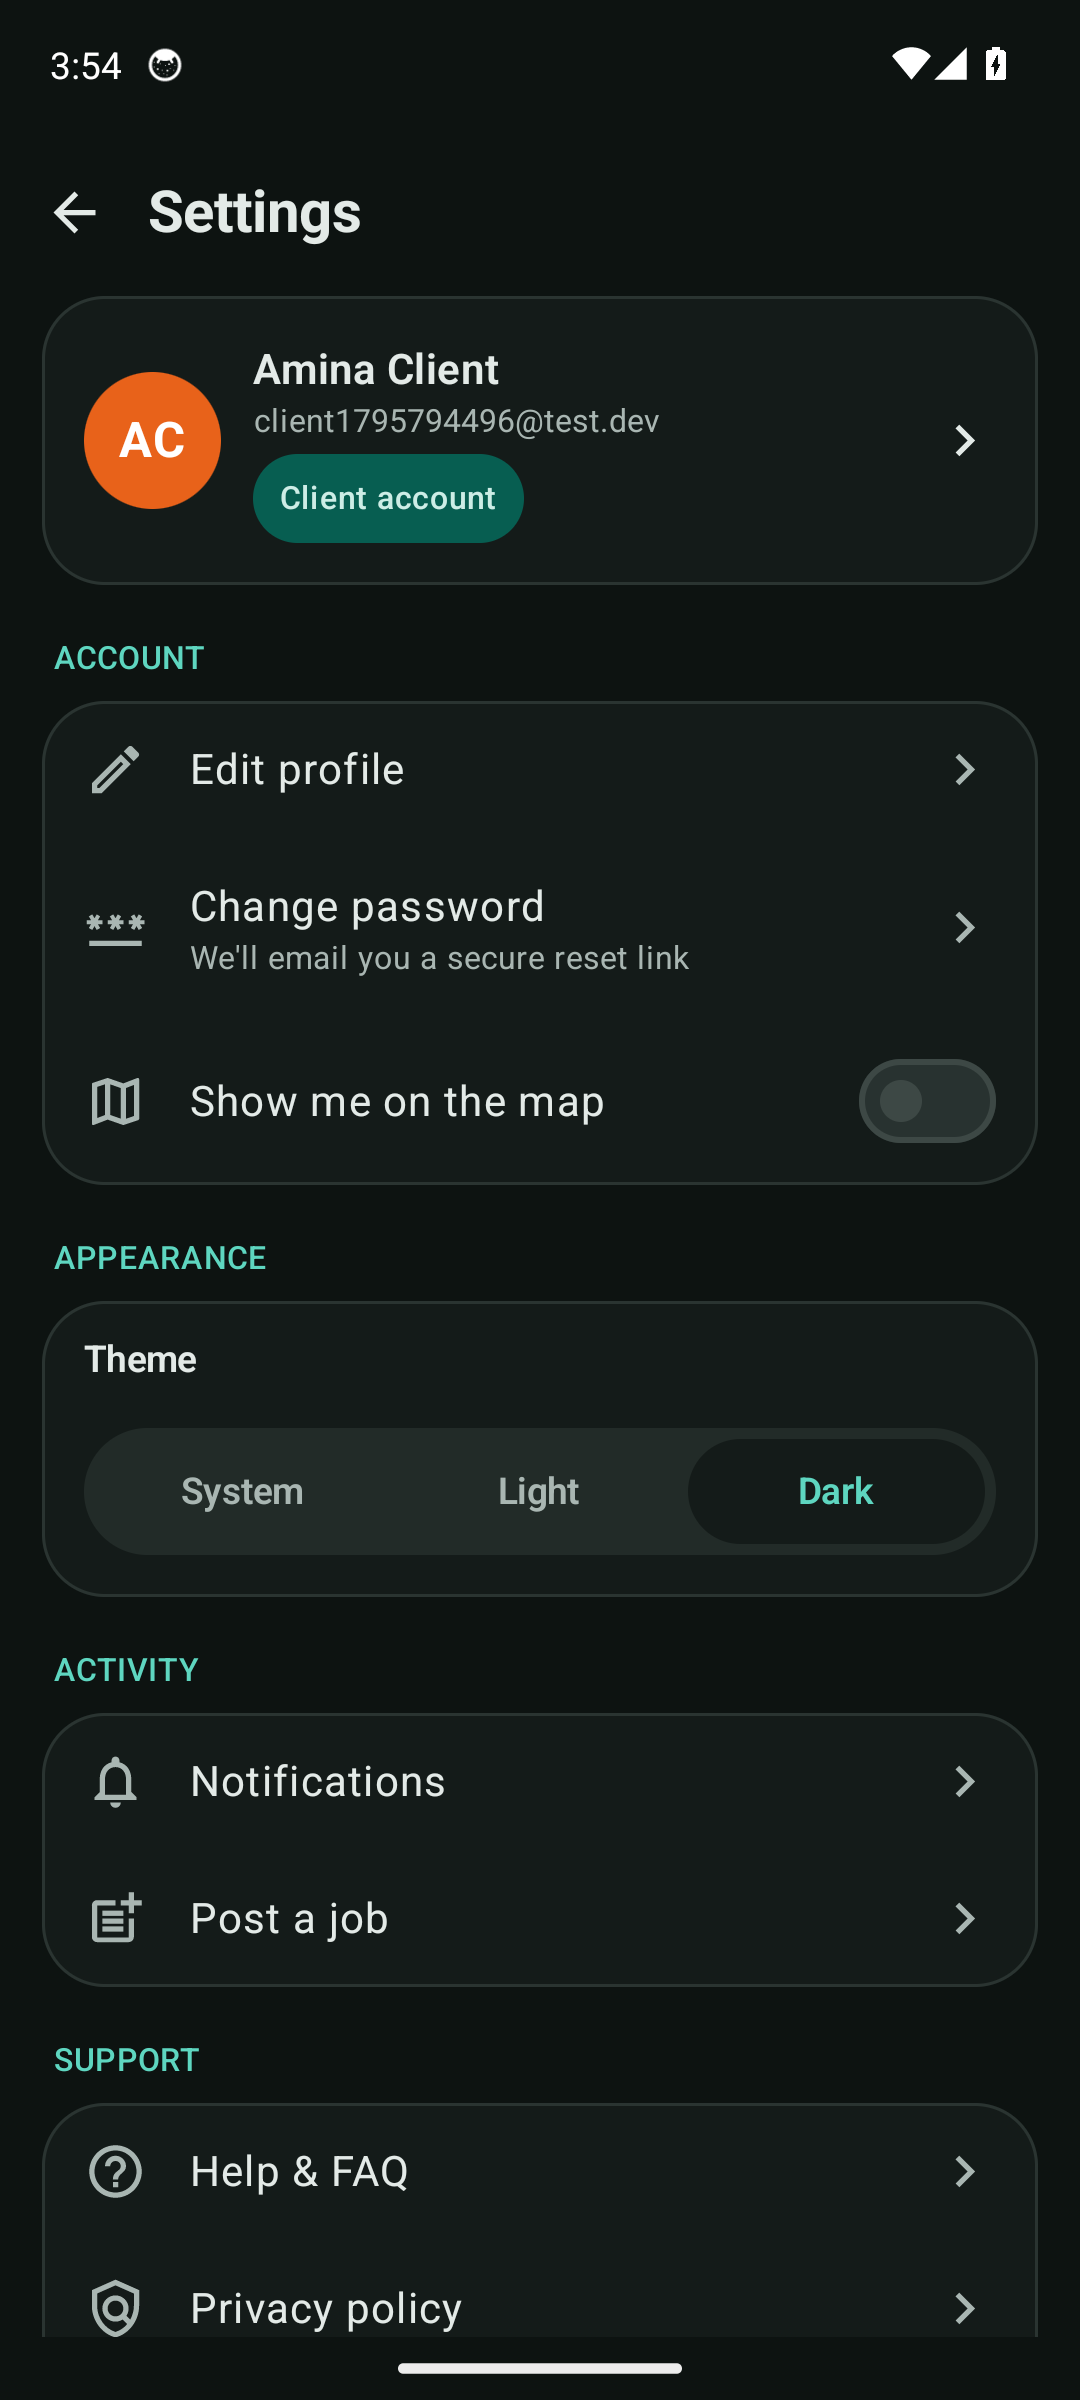 3:54
Settings
AC
Amina Client
client1795794496@test.dev
Client account
ACCOUNT
Edit profile
Change password
We'll email you a secure reset link
Show me on the map
APPEARANCE
Theme
System Light Dark
ACTIVITY
Notifications
Post a job
SUPPORT
Help & FAQ
Privacy policy